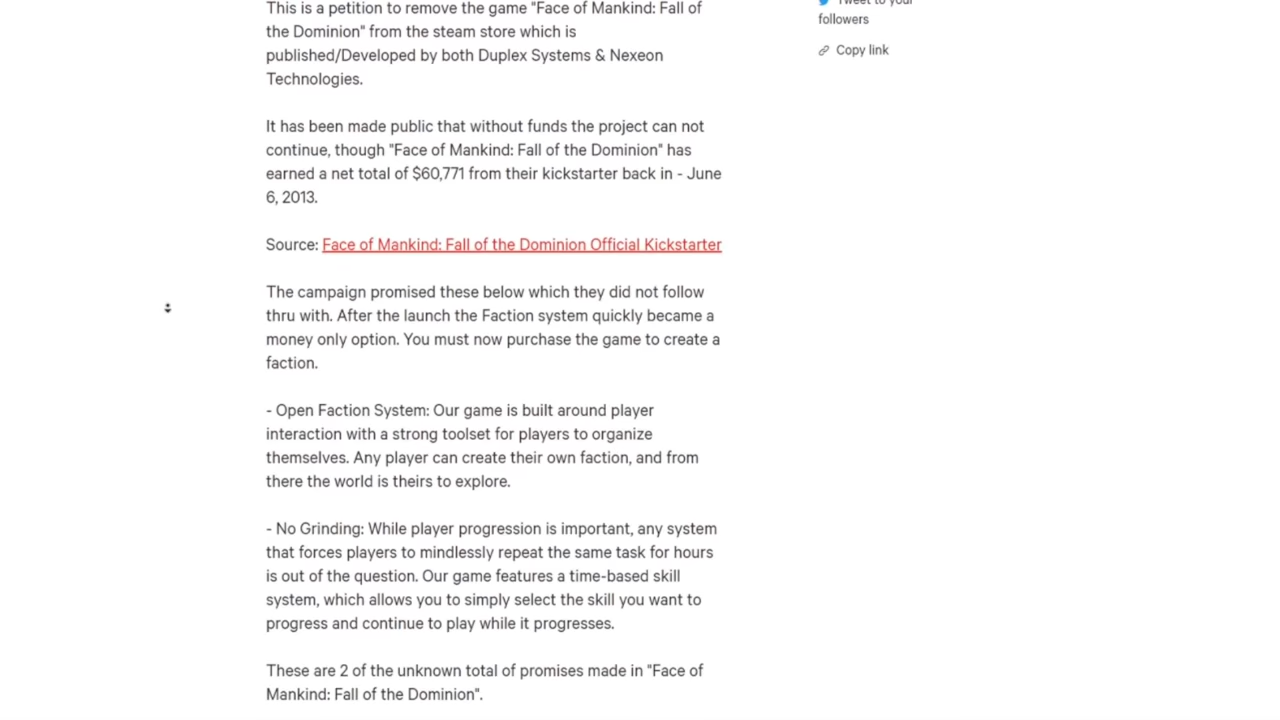 This is a petition to remove the game "Face of Mankind: Fall of
the Dominion" from the steam store which is
published/Developed by both Duplex Systems & Nexeon
Technologies.
It has been made public that without funds the project can not
continue, though "Face of Mankind: Fall of the Dominion" has
earned a net total of $60,771 from their kickstarter back in - June
6, 2013.
Source: Face of Mankind: Fall of the Dominion Official Kickstarter
The campaign promised these below which they did not follow
thru with. After the launch the Faction system quickly became a
money only option. You must now purchase the game to create a
faction.
- Open Faction System: Our game is built around player
interaction with a strong toolset for players to organize
themselves. Any player can create their own faction, and from
there the world is theirs to explore.
- No Grinding: While player progression is important, any system
that forces players to mindlessly repeat the same task for hours
is out of the question. Our game features a time-based skill
system, which allows you to simply select the skill you want to
progress and continue to play while it progresses.
These are 2 of the unknown total of promises made in "Face of
Mankind: Fall of the Dominion".
Tweet to your
followers
Copy link